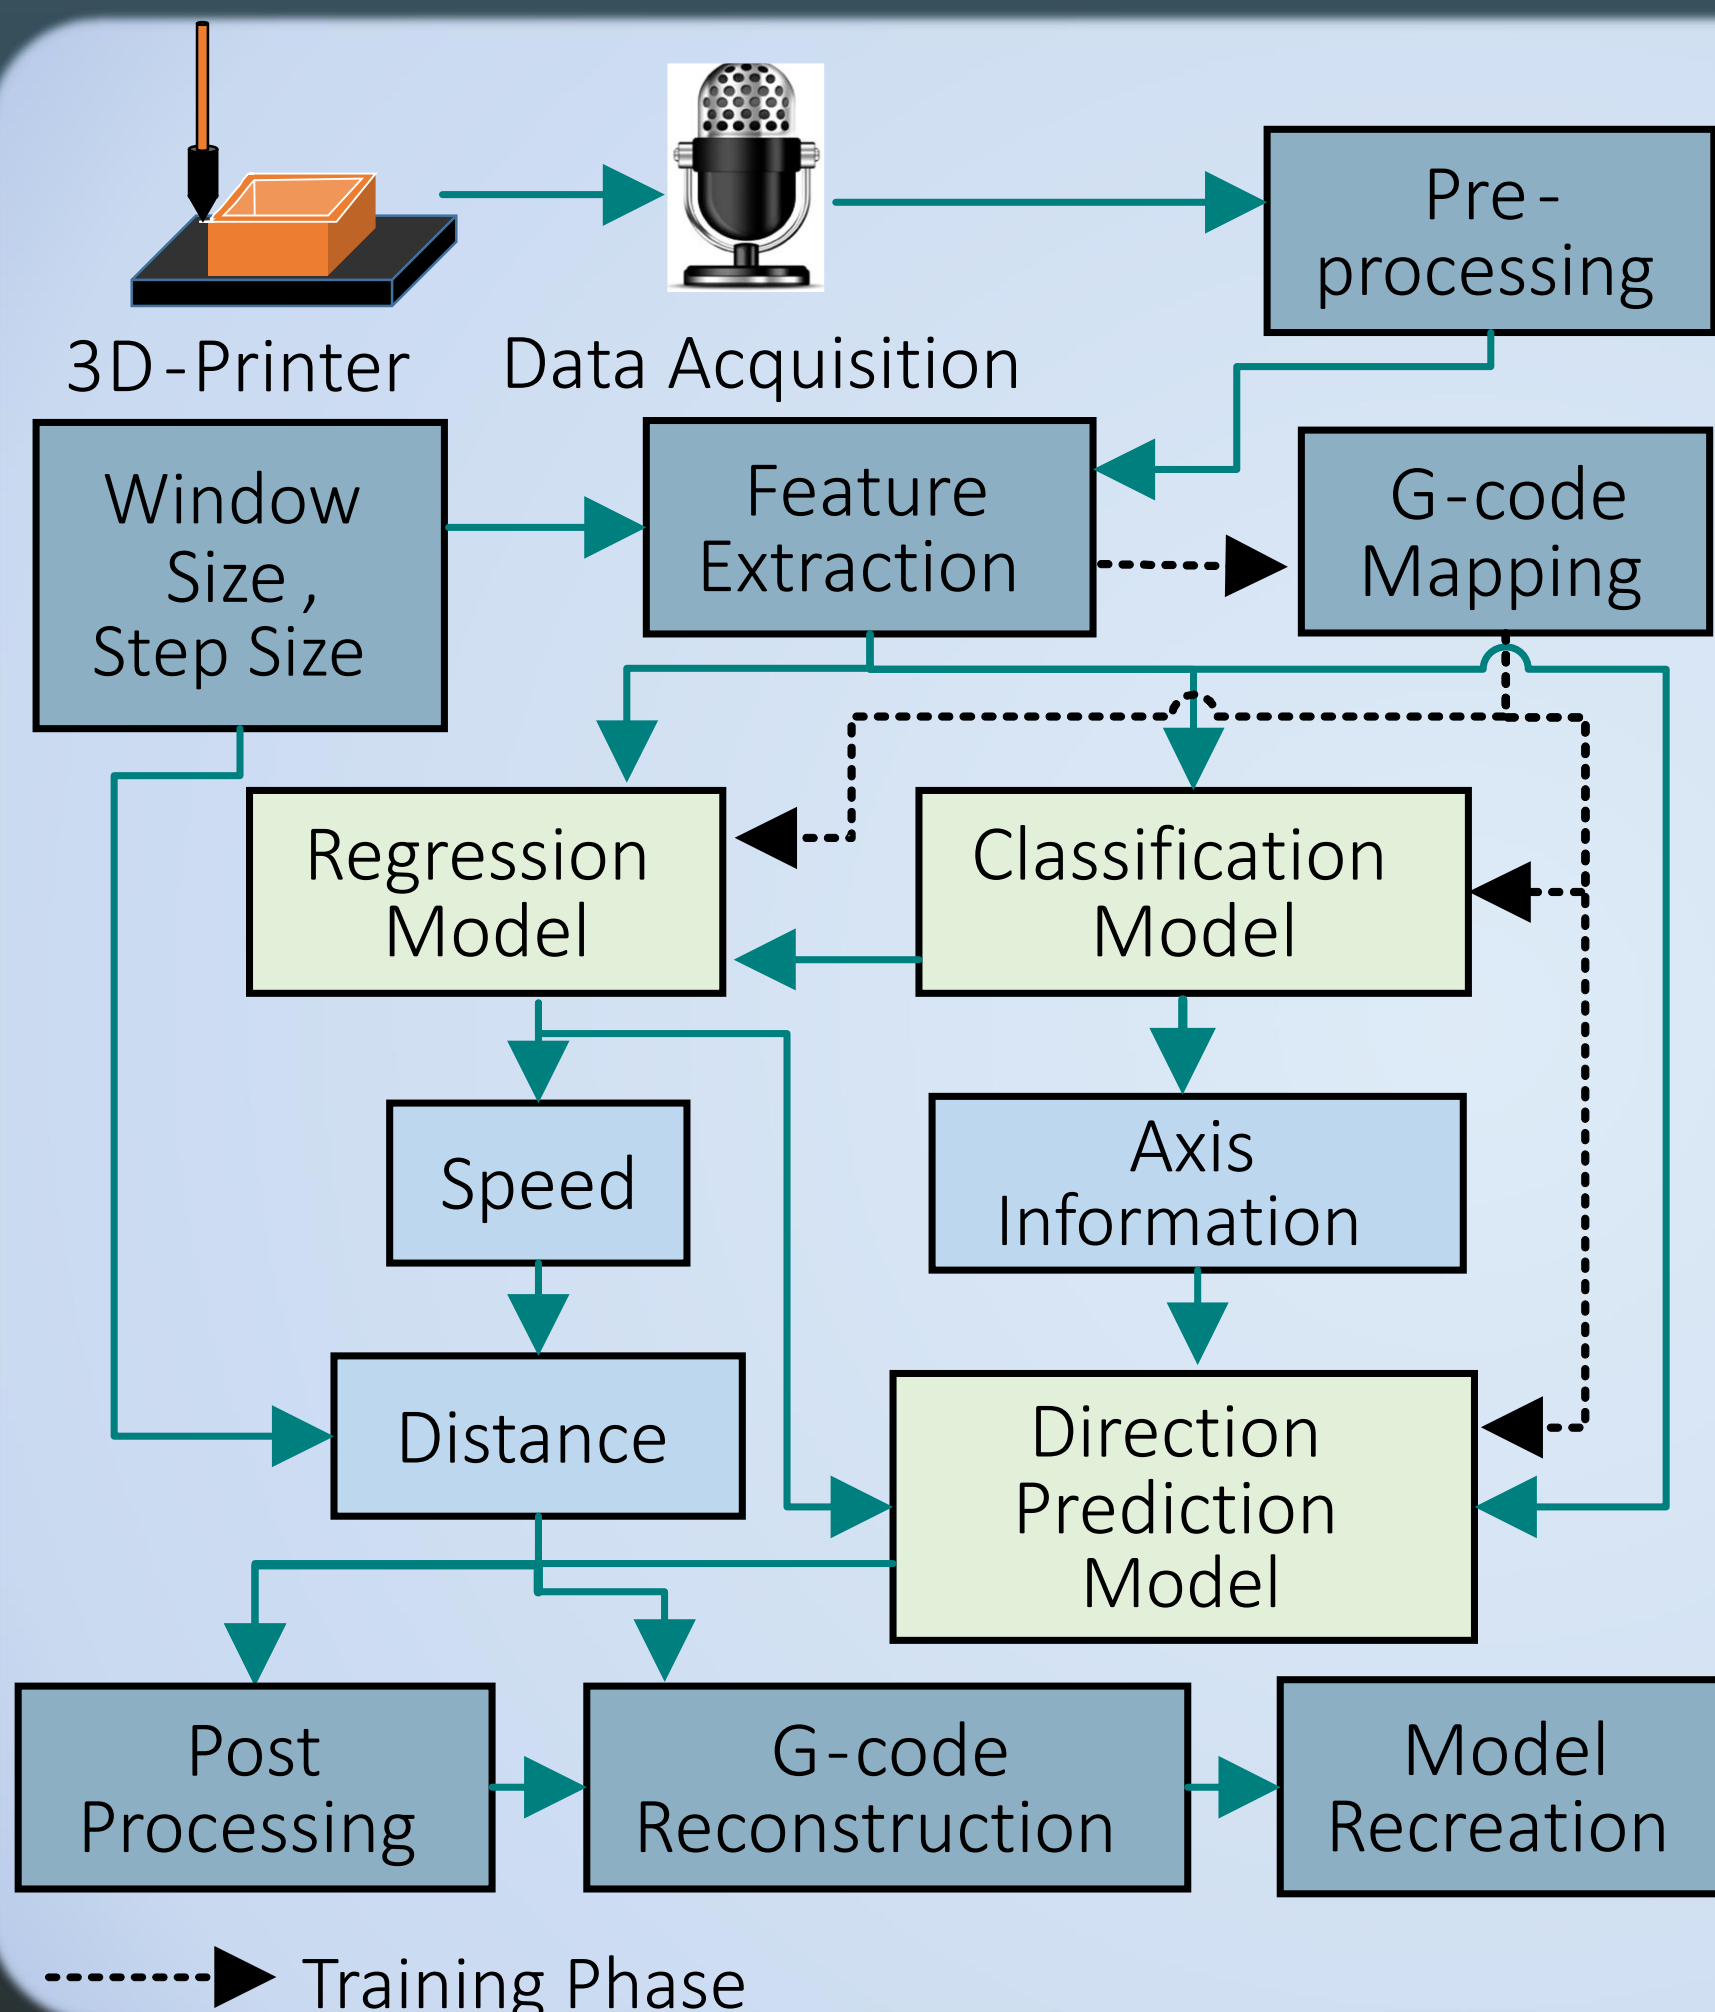 3D-Printer
Data Acquisition
Pre-
processing
Window
Size,
Step Size
Feature
Extraction
G-code
Mapping
Regression
Model
Classification
Model
Speed
Axis
Information
Distance
Direction
Prediction
Model
Post
Processing
G-code
Reconstruction
Model
Recreation
Training Phase